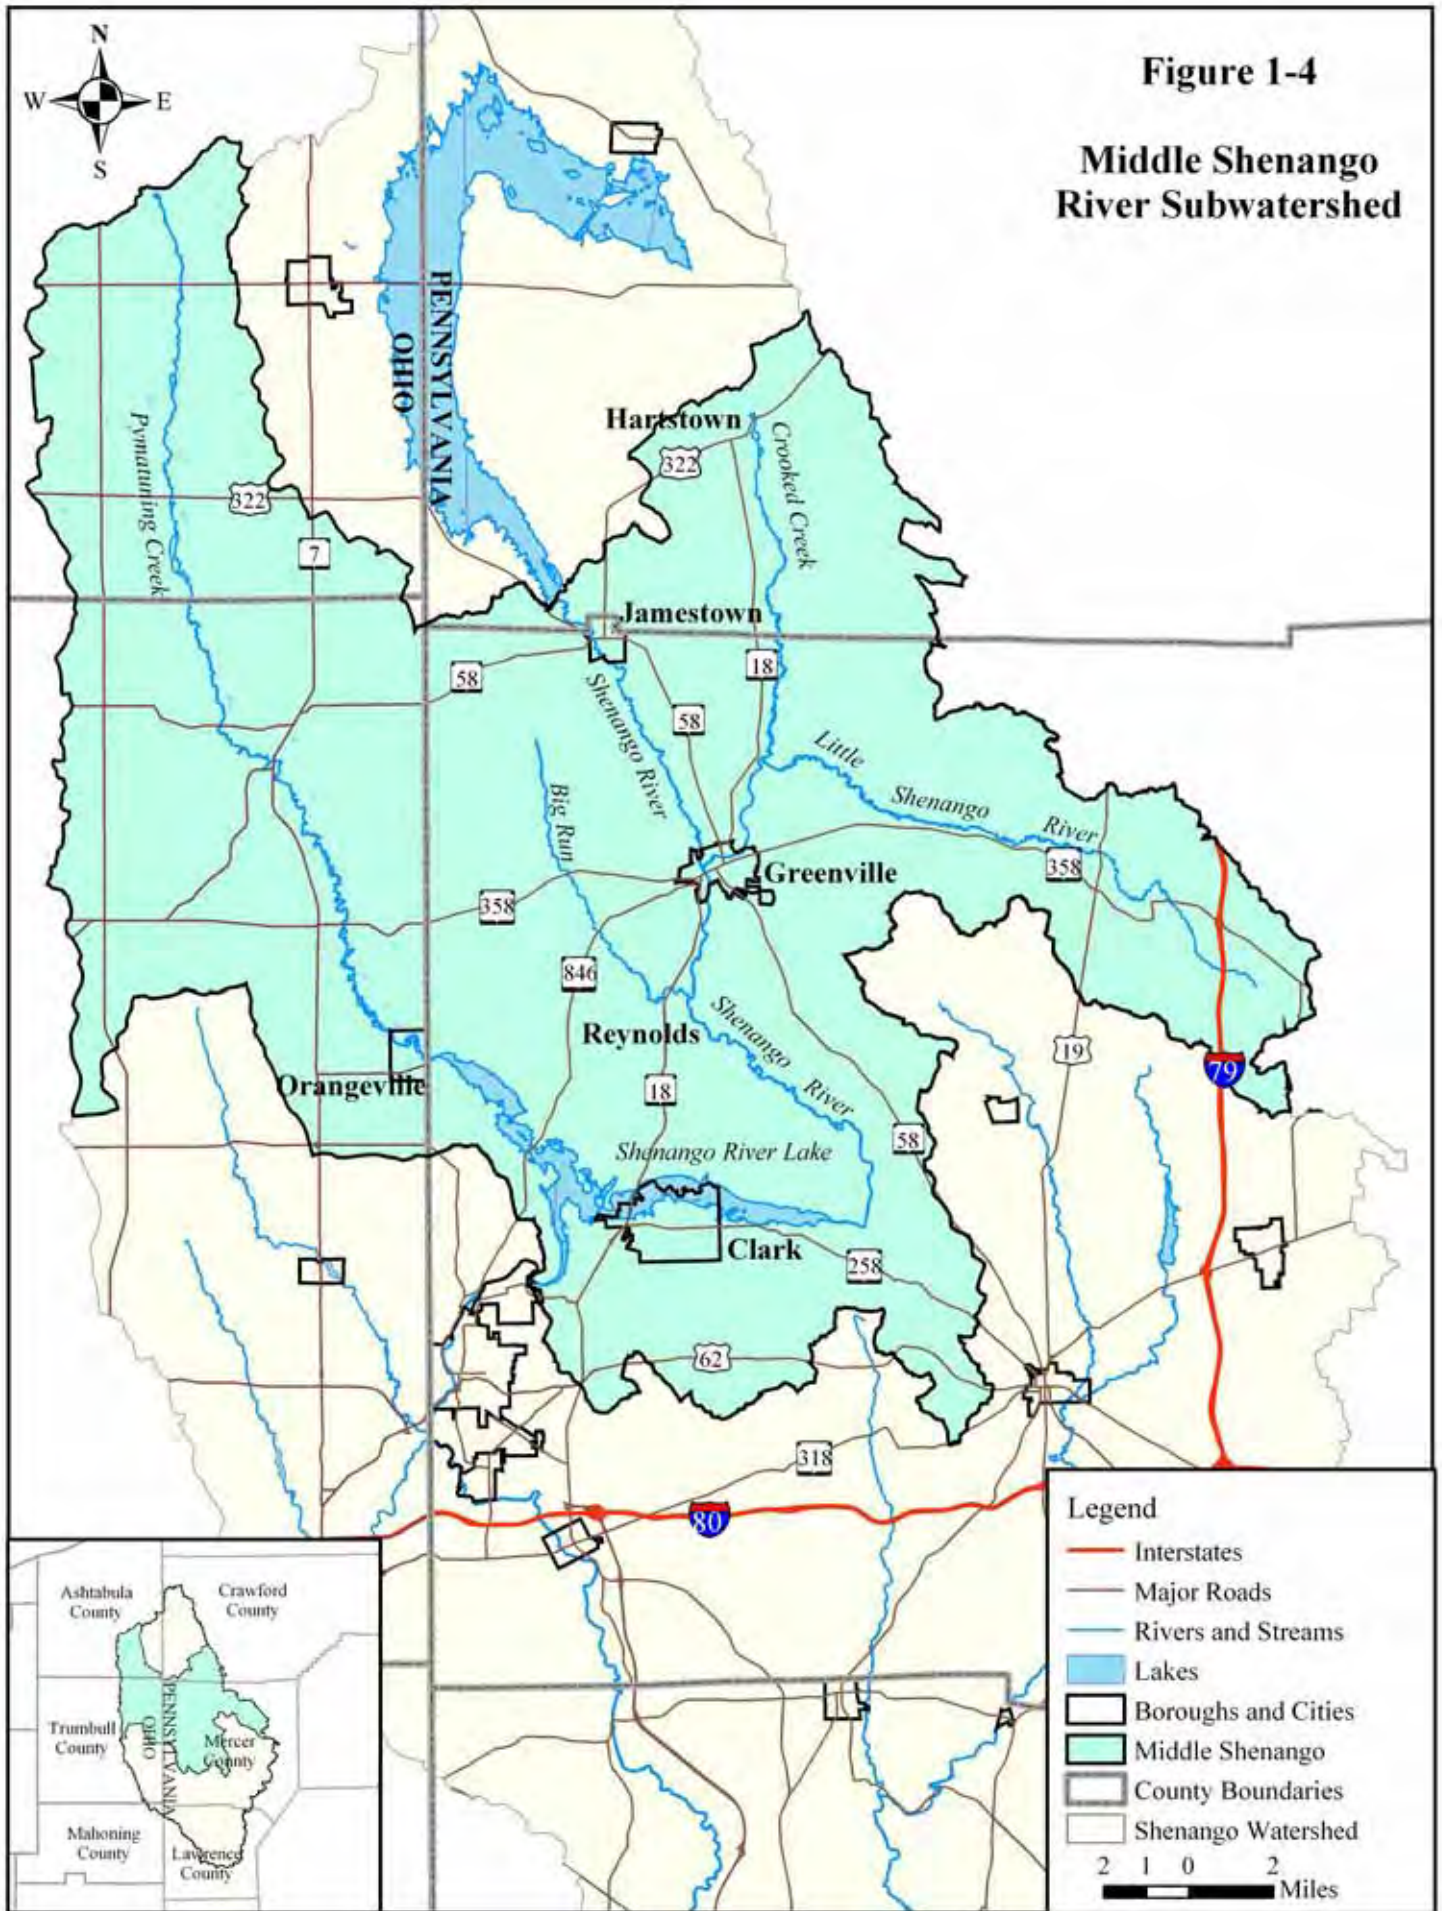 Figure 1-4
Middle Shenango
River Subwatershed
N
W
E
S
PENNSYLVANIA
OHIO
Hartstown
322
Crooked Creek
Pymatuning Creek
322
7
Jamestown
58
18
Shenango River
58
Little
Shenango
River
Big Run
Greenville
358
358
846
Shenango
River
Reynolds
19
79
Orangeville
18
58
Shenango River Lake
Clark
258
62
318
80
Ashtabula
County
Crawford
County
Trumbull
County
PENNSYLVANIA
OHIO
Mercer
County
Mahoning
County
Lawrence
County
Legend
Interstates
Major Roads
Rivers and Streams
Lakes
Boroughs and Cities
Middle Shenango
County Boundaries
Shenango Watershed
2 1 0 2
Miles